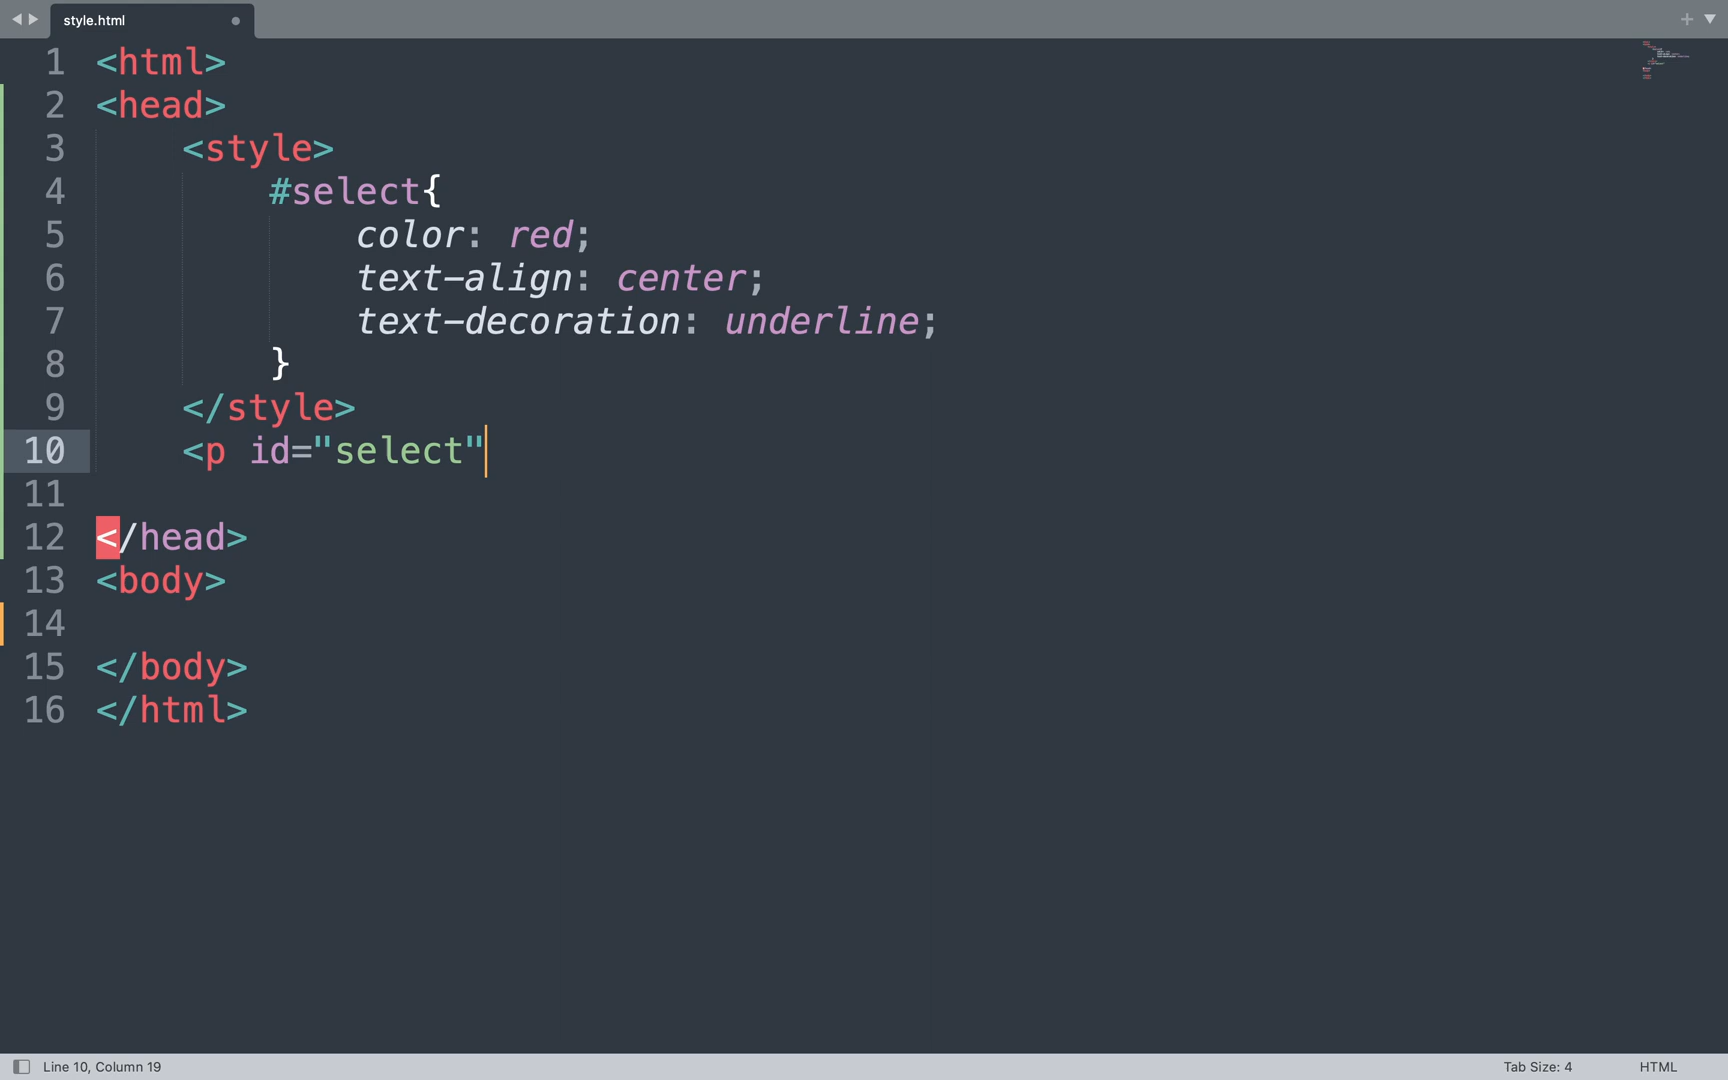 style.html
1 <html>
2 <head>
3 <style>
4 #select{
5 color: red;
6 text-align: center;
7 text-decoration: underline;
8 }
9 </style>
10 <p id="select"
11
12 </head>
13 <body>
14
15 </body>
16 </html>
Line 10, Column 19
Tab Size: 4
HTML